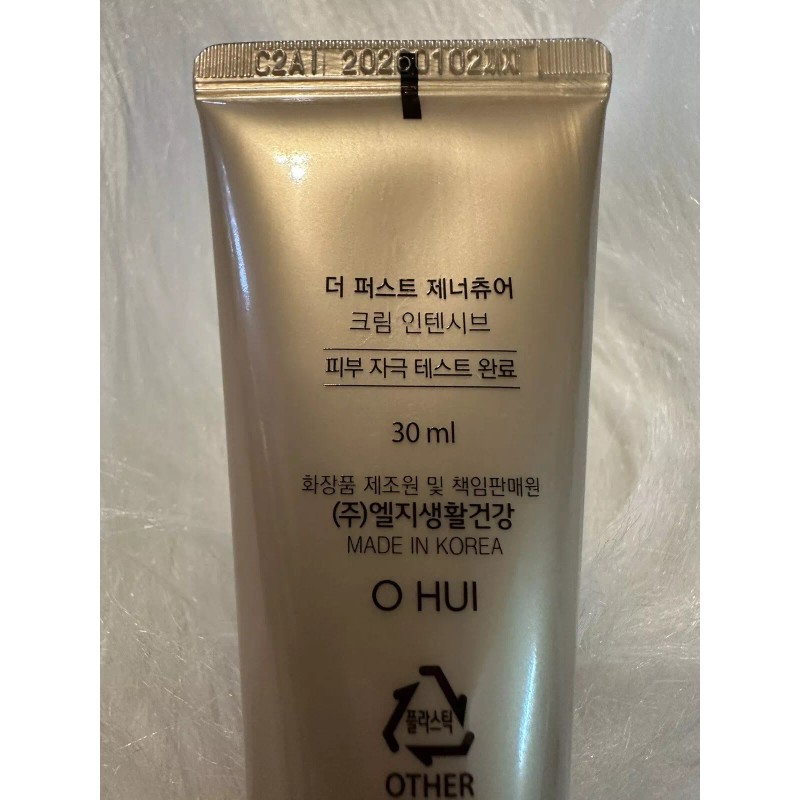 C2A1 20260102
더 퍼스트 제너츄어
크림 인텐시브
피부 자극 테스트 완료
30 ml
화장품 제조원 및 책임판매원
(주)엘지생활건강
MADE IN KOREA
O HUI
플라스틱
OTHER